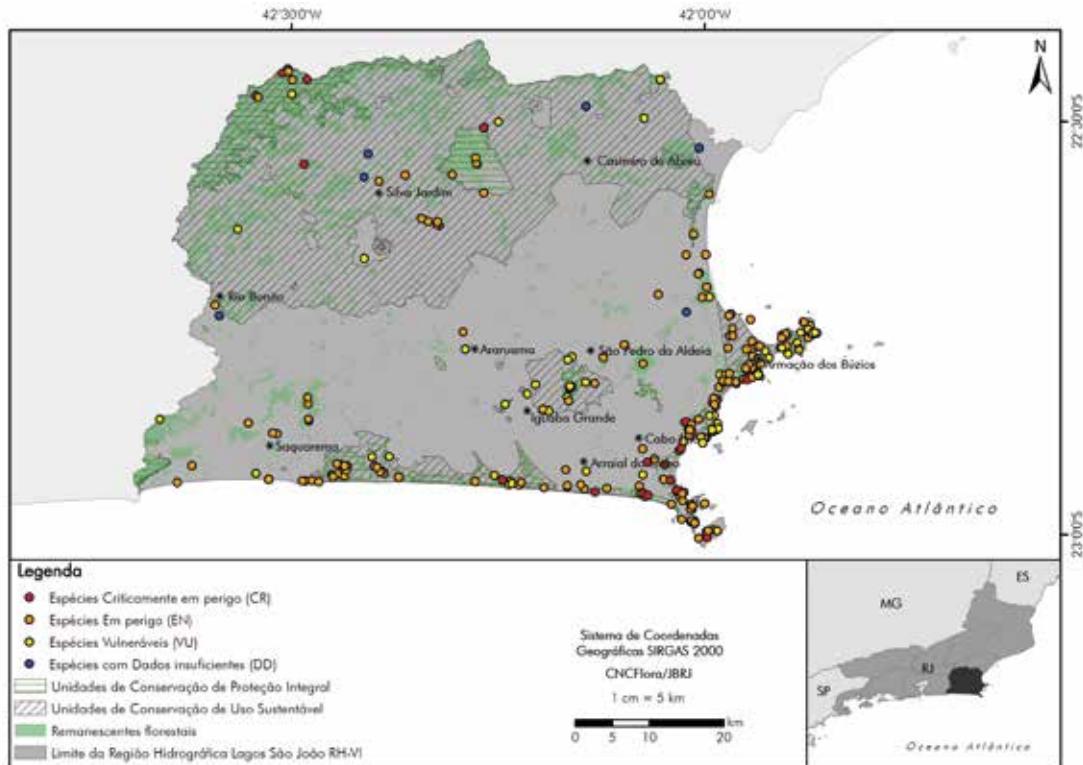 42°30'0"W
42°0'0"W
N
22°30'0"S
Casimiro de Abreu
Silva Jardim
Rio Bonito
Araruama
São Pedro da Aldeia
Armação dos Búzios
Iguaba Grande
Saquarema
Cabo
Arraial do Cabo
Oceano Atlântico
23°0'0"S
Legenda
Espécies Criticamente em perigo (CR)
Espécies Em perigo (EN)
Espécies Vulneráveis (VU)
Espécies com Dados insuficientes (DD)
Unidades de Conservação de Proteção Integral
Unidades de Conservação de Uso Sustentável
Remanescentes florestais
Limite da Região Hidrográfica Lagos São João RH-VI
Sistema de Coordenadas
Geográficas SIRGAS 2000
CNCFlora/JBRJ
1 cm = 5 km
km
0 5 10 20
ES
MG
RJ
SP
Oceano Atlântico